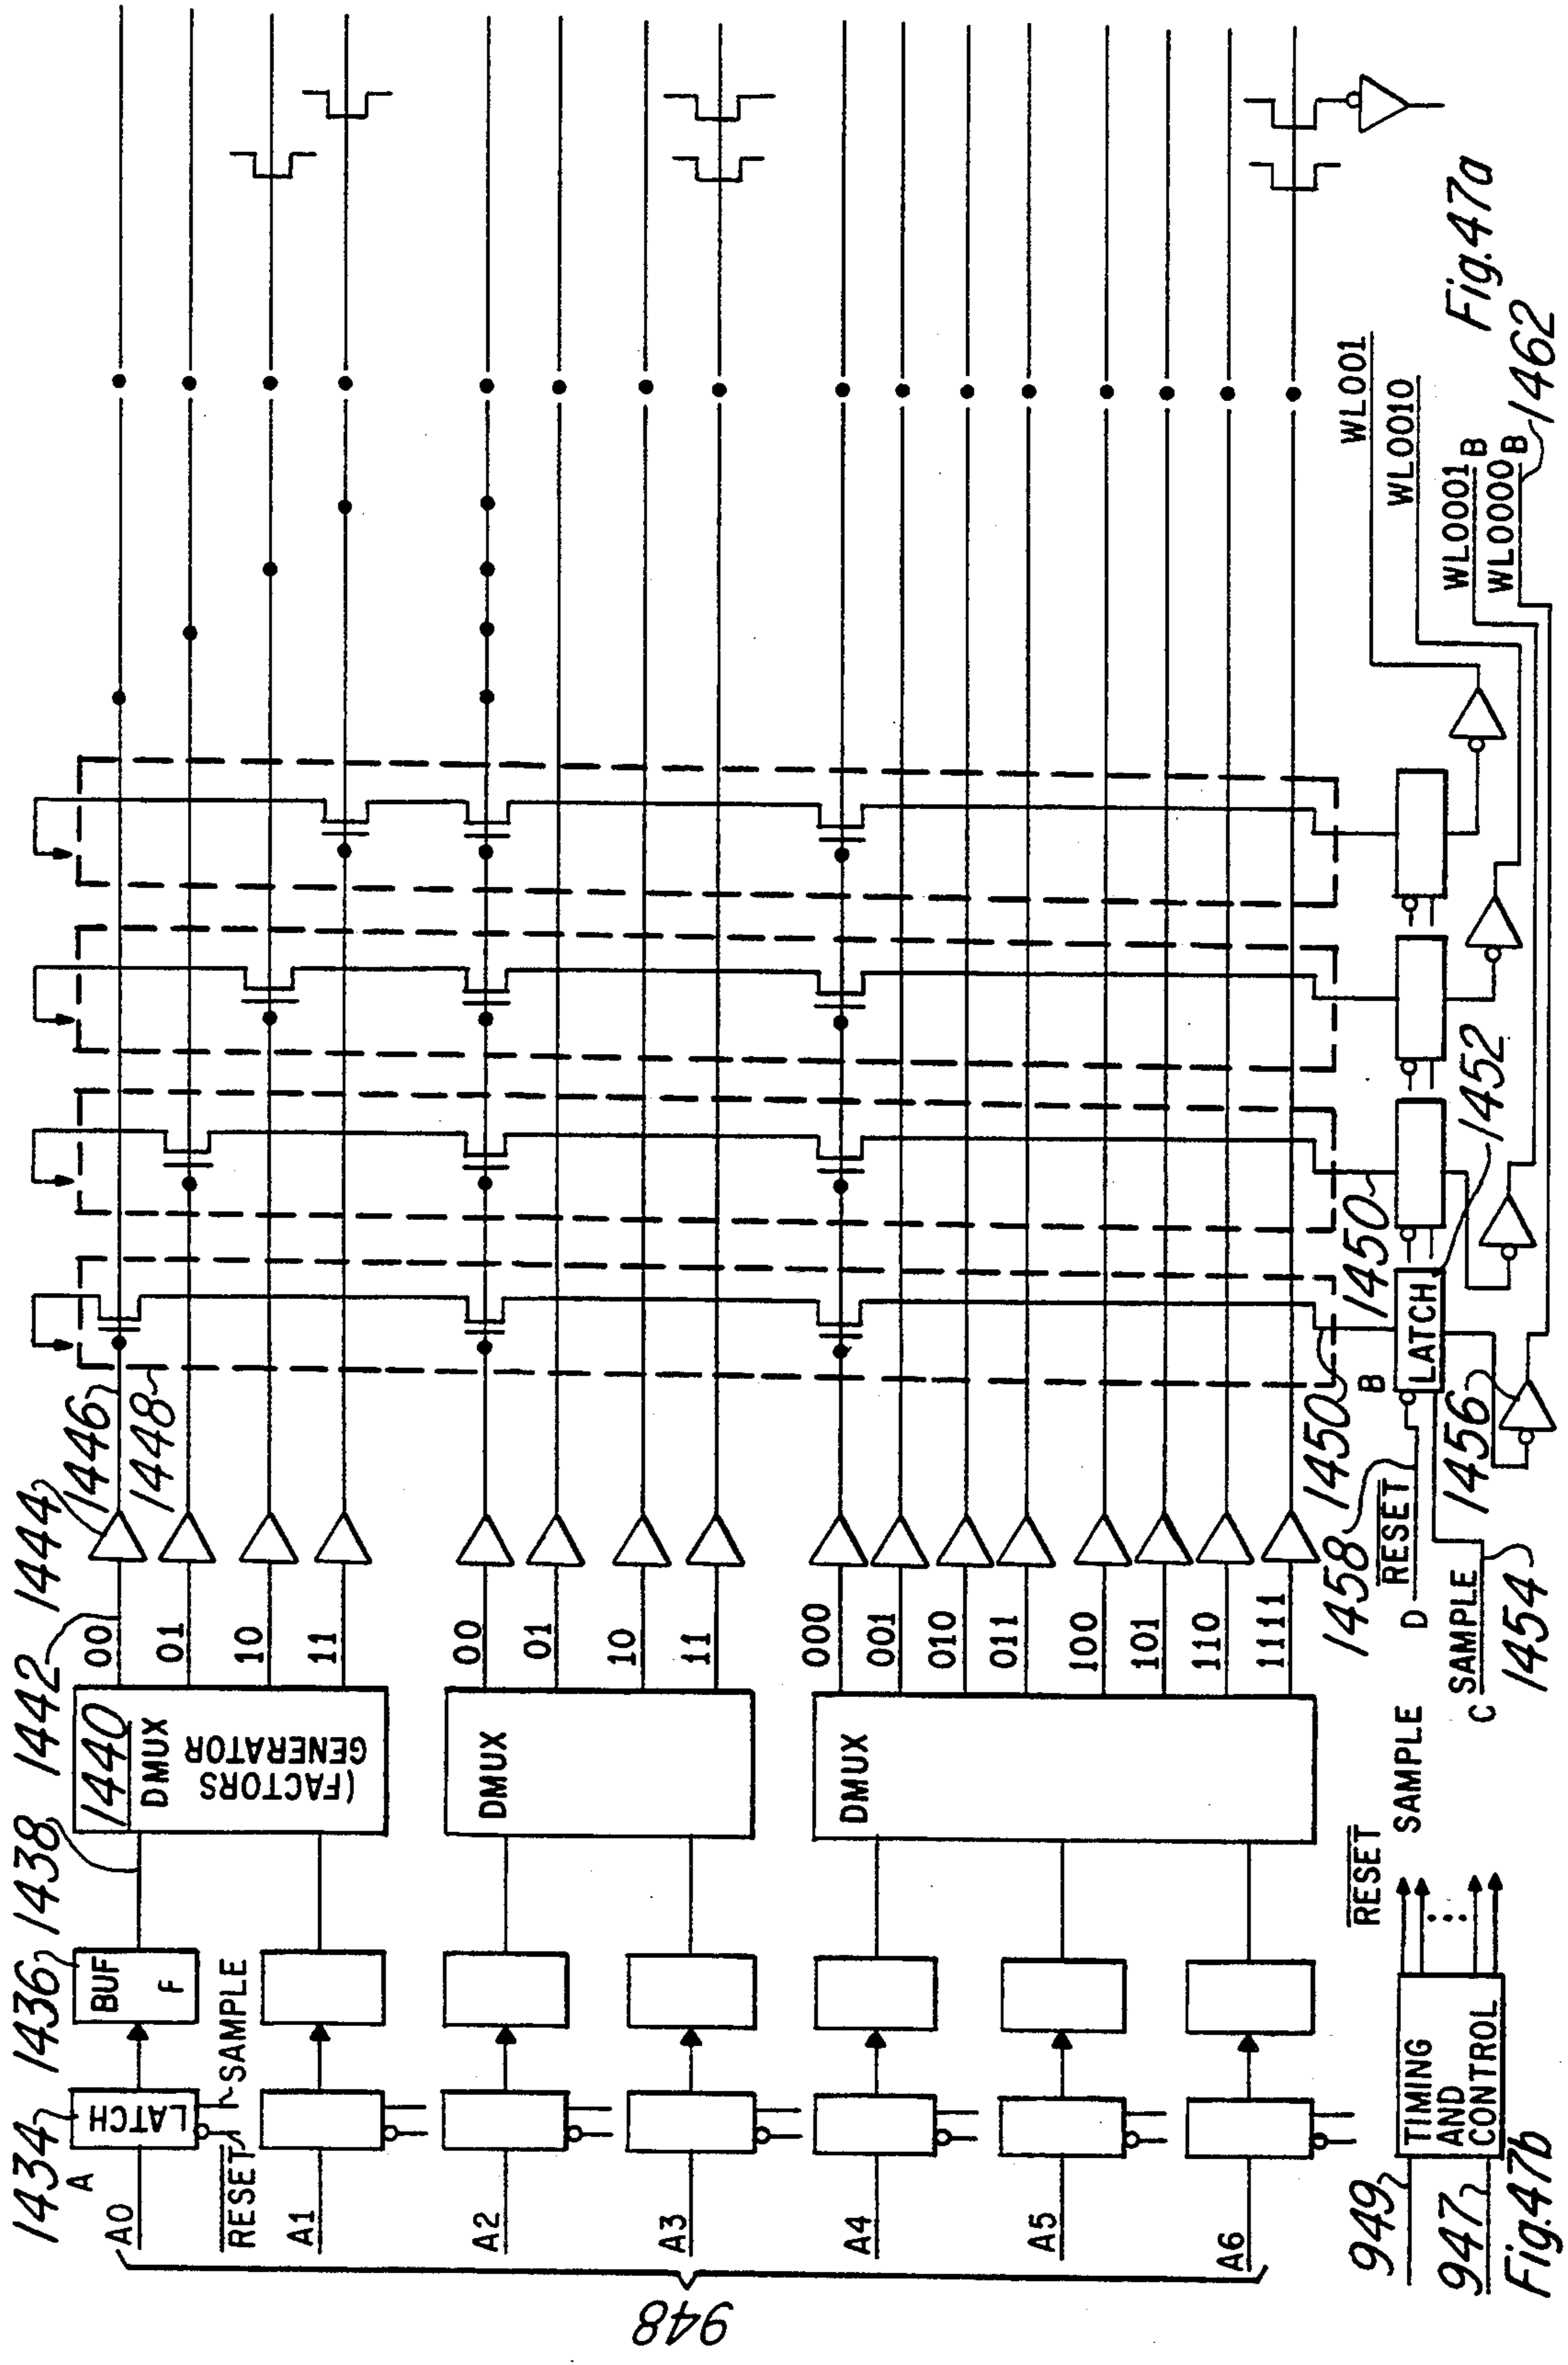 1434
1436
1438
1442
1444
A
A0
LATCH
RESET
SAMPLE
BUF
F
1440
DMUX
(FACTORS
GENERATOR
00
01
10
11
1446
1448
A1
A2
A3
DMUX
00
01
10
11
948
A4
A5
A6
DMUX
000
001
010
011
100
101
110
1111
1450
1450
B
LATCH
1452
1458
D RESET
C SAMPLE
1454
1456
WL001
WL0010
WL0001B
WL0000B
1462
Fig.47a
949
947
TIMING
AND
CONTROL
RESET
SAMPLE
Fig.47b